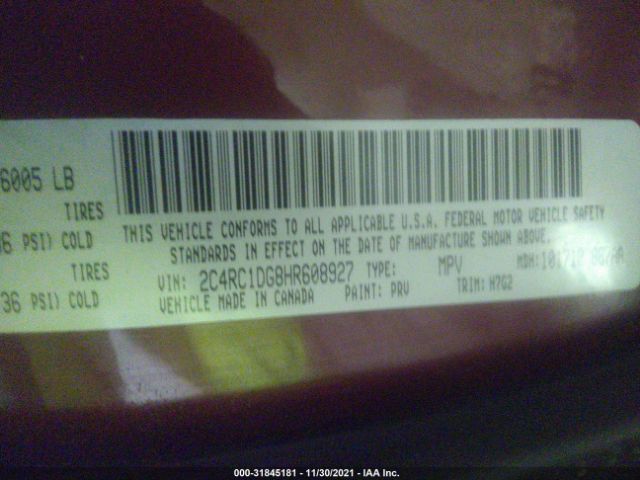 6005 LB
TIRES
36 PSI) COLD
TIRES
36 PSI) COLD
THIS VEHICLE CONFORMS TO ALL APPLICABLE U.S.A. FEDERAL MOTOR VEHICLE SAFETY
STANDARDS IN EFFECT ON THE DATE OF MANUFACTURE SHOWN ABOVE.
VIN: 2C4RC1DG8HR608927 TYPE: MPV MDH:
VEHICLE MADE IN CANADA PAINT: PRV TRIM: H7G2
000-31845181 - 11/30/2021 - IAA Inc.